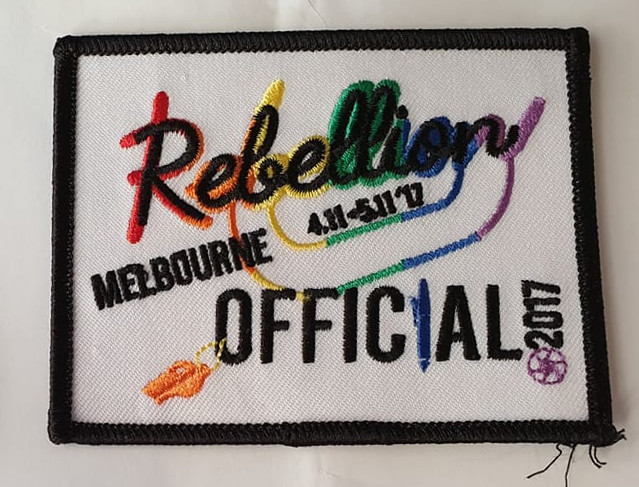 Rebellion
4.11-5.11 '17
MELBOURNE
OFFICIAL
2017